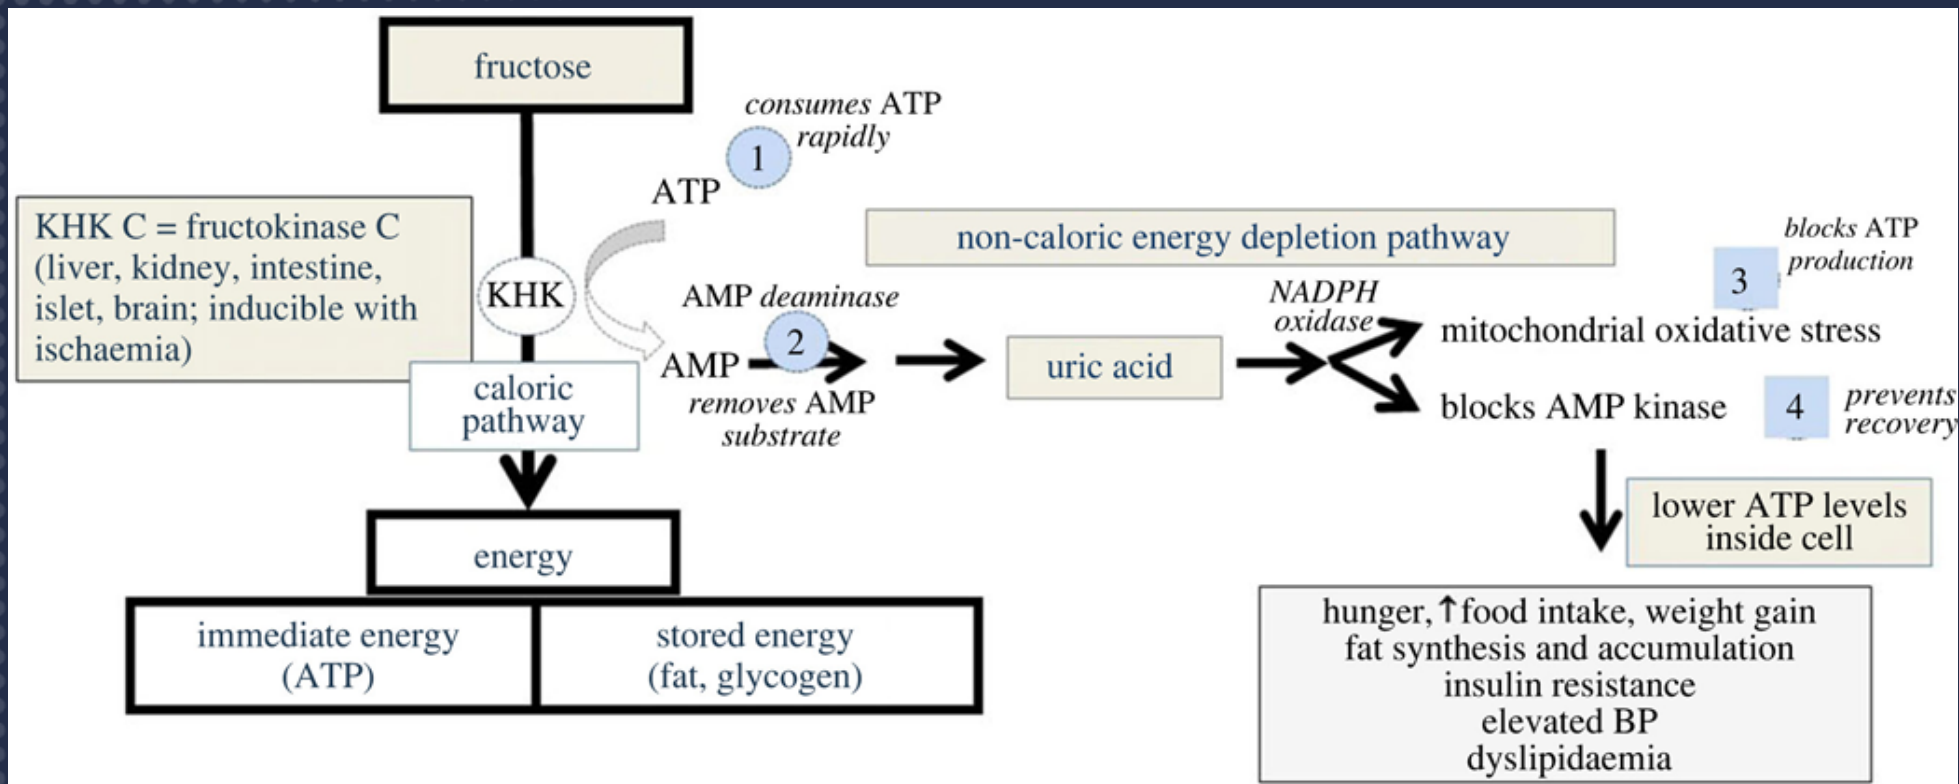 fructose
consumes ATP
rapidly
1
ATP
KHK C = fructokinase C
(liver, kidney, intestine,
islet, brain; inducible with
ischaemia)
KHK
non-caloric energy depletion pathway
blocks ATP
production
3
AMP deaminase
2
AMP
removes AMP
substrate
uric acid
NADPH
oxidase
mitochondrial oxidative stress
blocks AMP kinase
4
prevents
recovery
caloric
pathway
lower ATP levels
inside cell
energy
immediate energy
(ATP)
stored energy
(fat, glycogen)
hunger, ↑food intake, weight gain
fat synthesis and accumulation
insulin resistance
elevated BP
dyslipidaemia